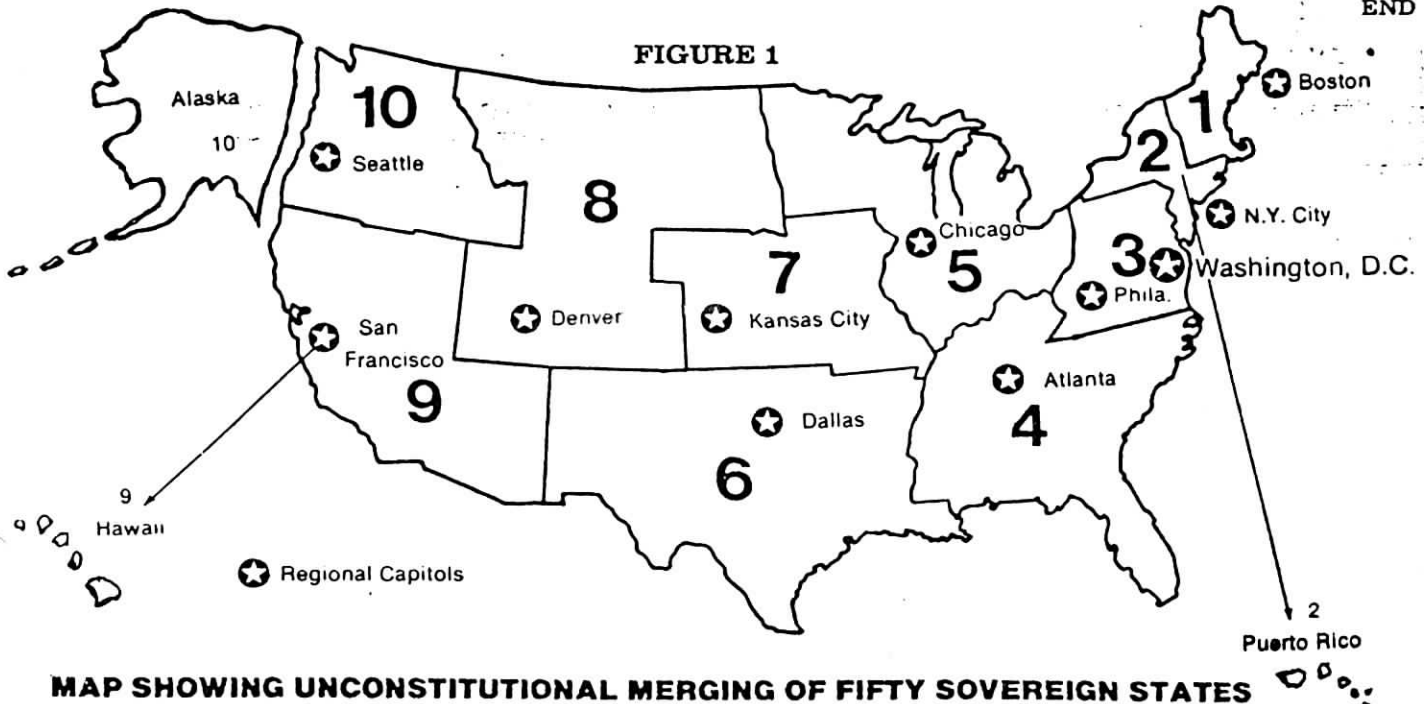 END
FIGURE 1
Alaska
10
10
Seattle
8
1
Boston
2
N.Y. City
Chicago
5
3
Washington, D.C.
Phila.
7
Kansas City
Denver
San
Francisco
9
Atlanta
4
Dallas
6
9
Hawaii
Regional Capitols
2
Puerto Rico
MAP SHOWING UNCONSTITUTIONAL MERGING OF FIFTY SOVEREIGN STATES